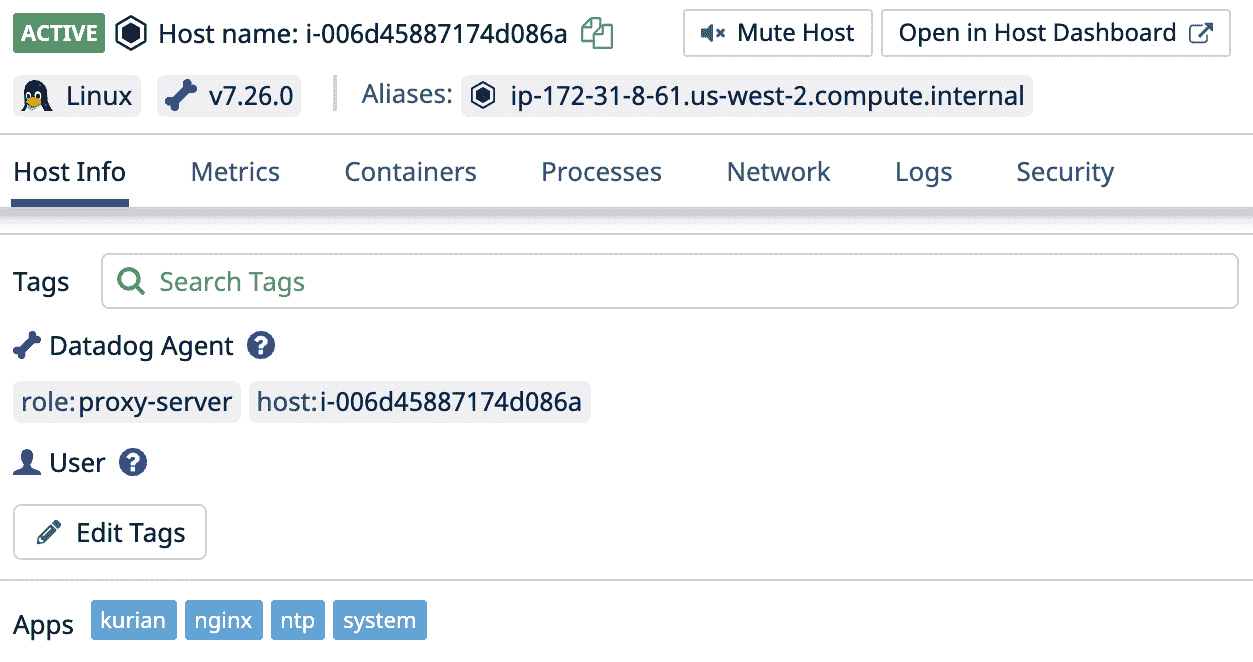 ACTIVE Host name: i-006d45887174d086a Mute Host Open in Host Dashboard
Linux v7.26.0 Aliases: ip-172-31-8-61.us-west-2.compute.internal
Host Info Metrics Containers Processes Network Logs Security
Tags Search Tags
Datadog Agent ?
role:proxy-server host:i-006d45887174d086a
User ?
Edit Tags
Apps kurian nginx ntp system